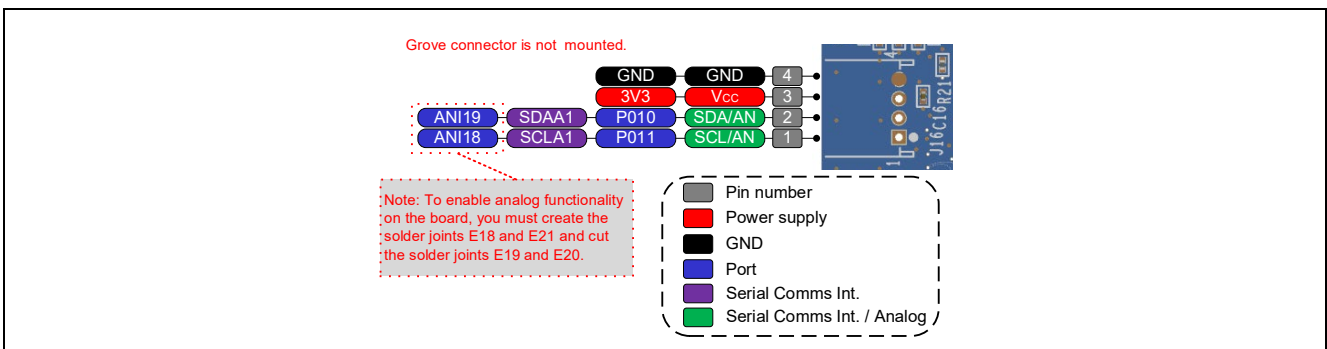 Grove connector is not mounted.
GND GND 4
3V3 Vcc 3
ANI19 SDAA1 P010 SDA/AN 2
ANI18 SCLA1 P011 SCL/AN 1
4
1
J16
C16
R21
Note: To enable analog functionality
on the board, you must create the
solder joints E18 and E21 and cut
the solder joints E19 and E20.
Pin number
Power supply
GND
Port
Serial Comms Int.
Serial Comms Int. / Analog